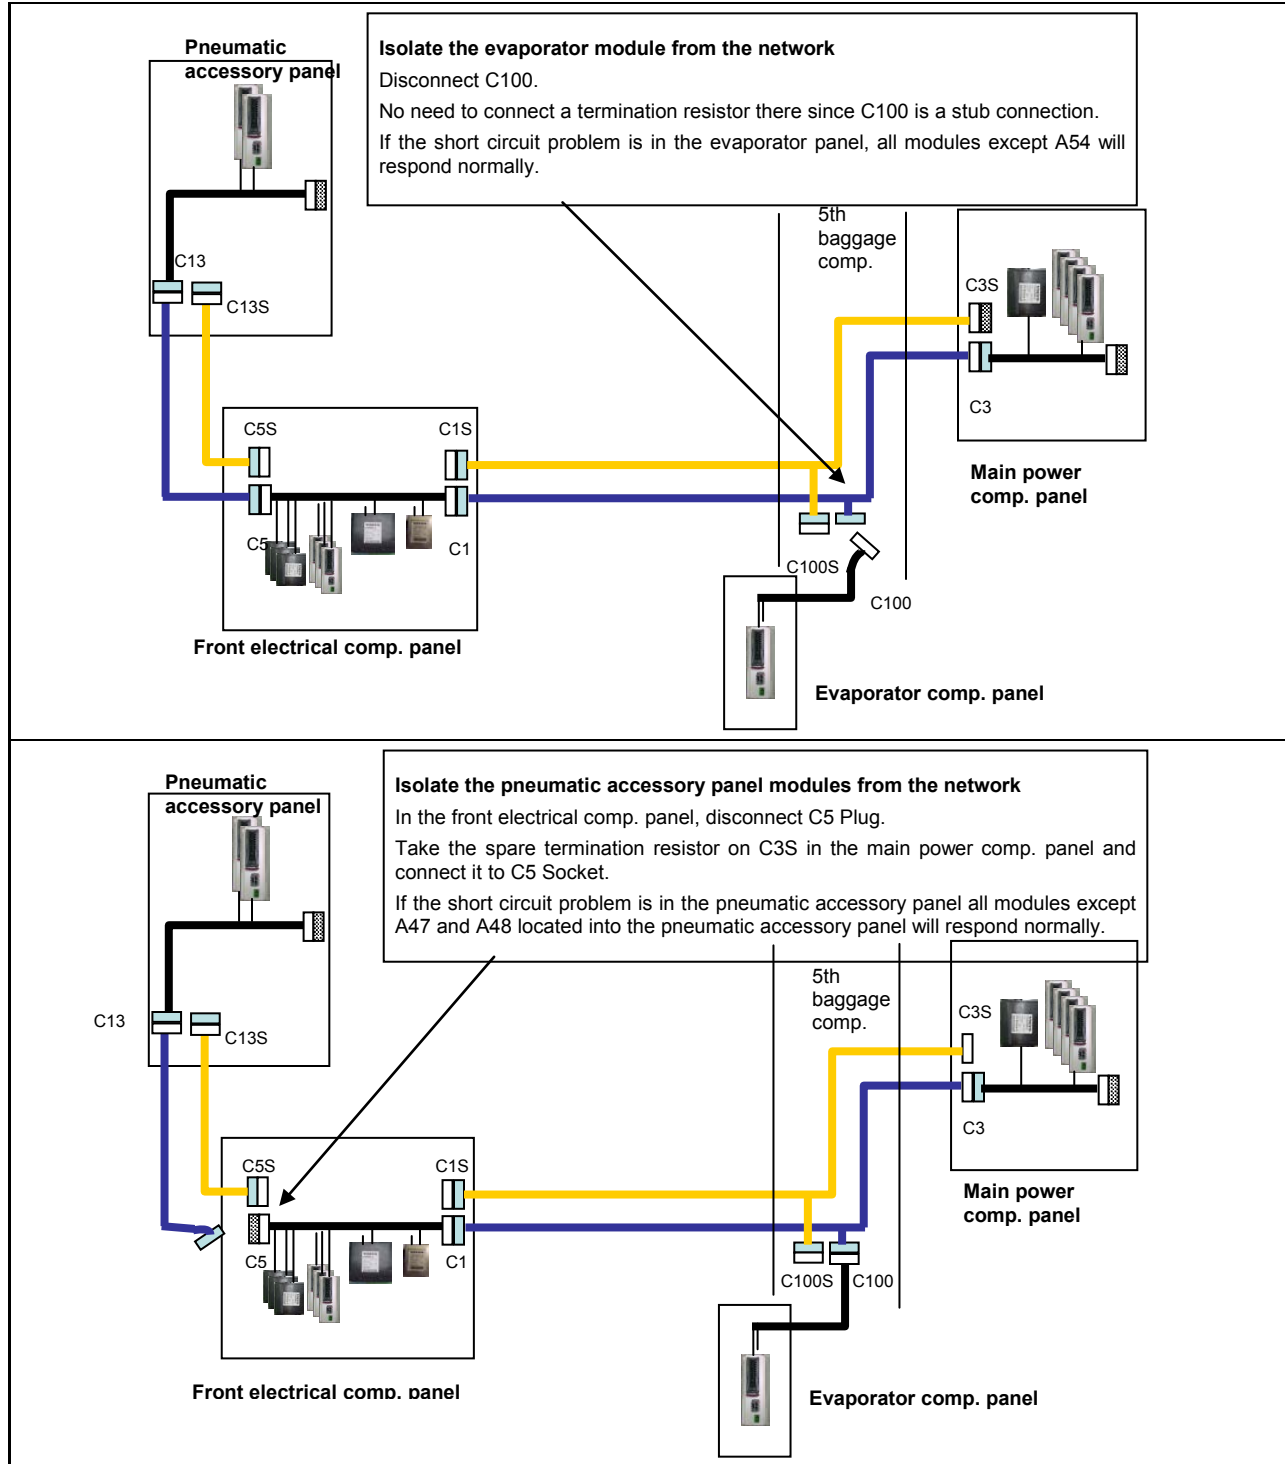 Pneumatic
accessory panel
Isolate the evaporator module from the network
Disconnect C100.
No need to connect a termination resistor there since C100 is a stub connection.
If the short circuit problem is in the evaporator panel, all modules except A54 will
respond normally.
5th
baggage
comp.
C13
C13S
C3S
C3
C5S
C1S
C5
C1
Main power
comp. panel
C100S
C100
Front electrical comp. panel
Evaporator comp. panel
Pneumatic
accessory panel
Isolate the pneumatic accessory panel modules from the network
In the front electrical comp. panel, disconnect C5 Plug.
Take the spare termination resistor on C3S in the main power comp. panel and
connect it to C5 Socket.
If the short circuit problem is in the pneumatic accessory panel all modules except
A47 and A48 located into the pneumatic accessory panel will respond normally.
5th
baggage
comp.
C13
C13S
C3S
C3
C5S
C1S
C5
C1
Main power
comp. panel
C100S
C100
Front electrical comp. panel
Evaporator comp. panel